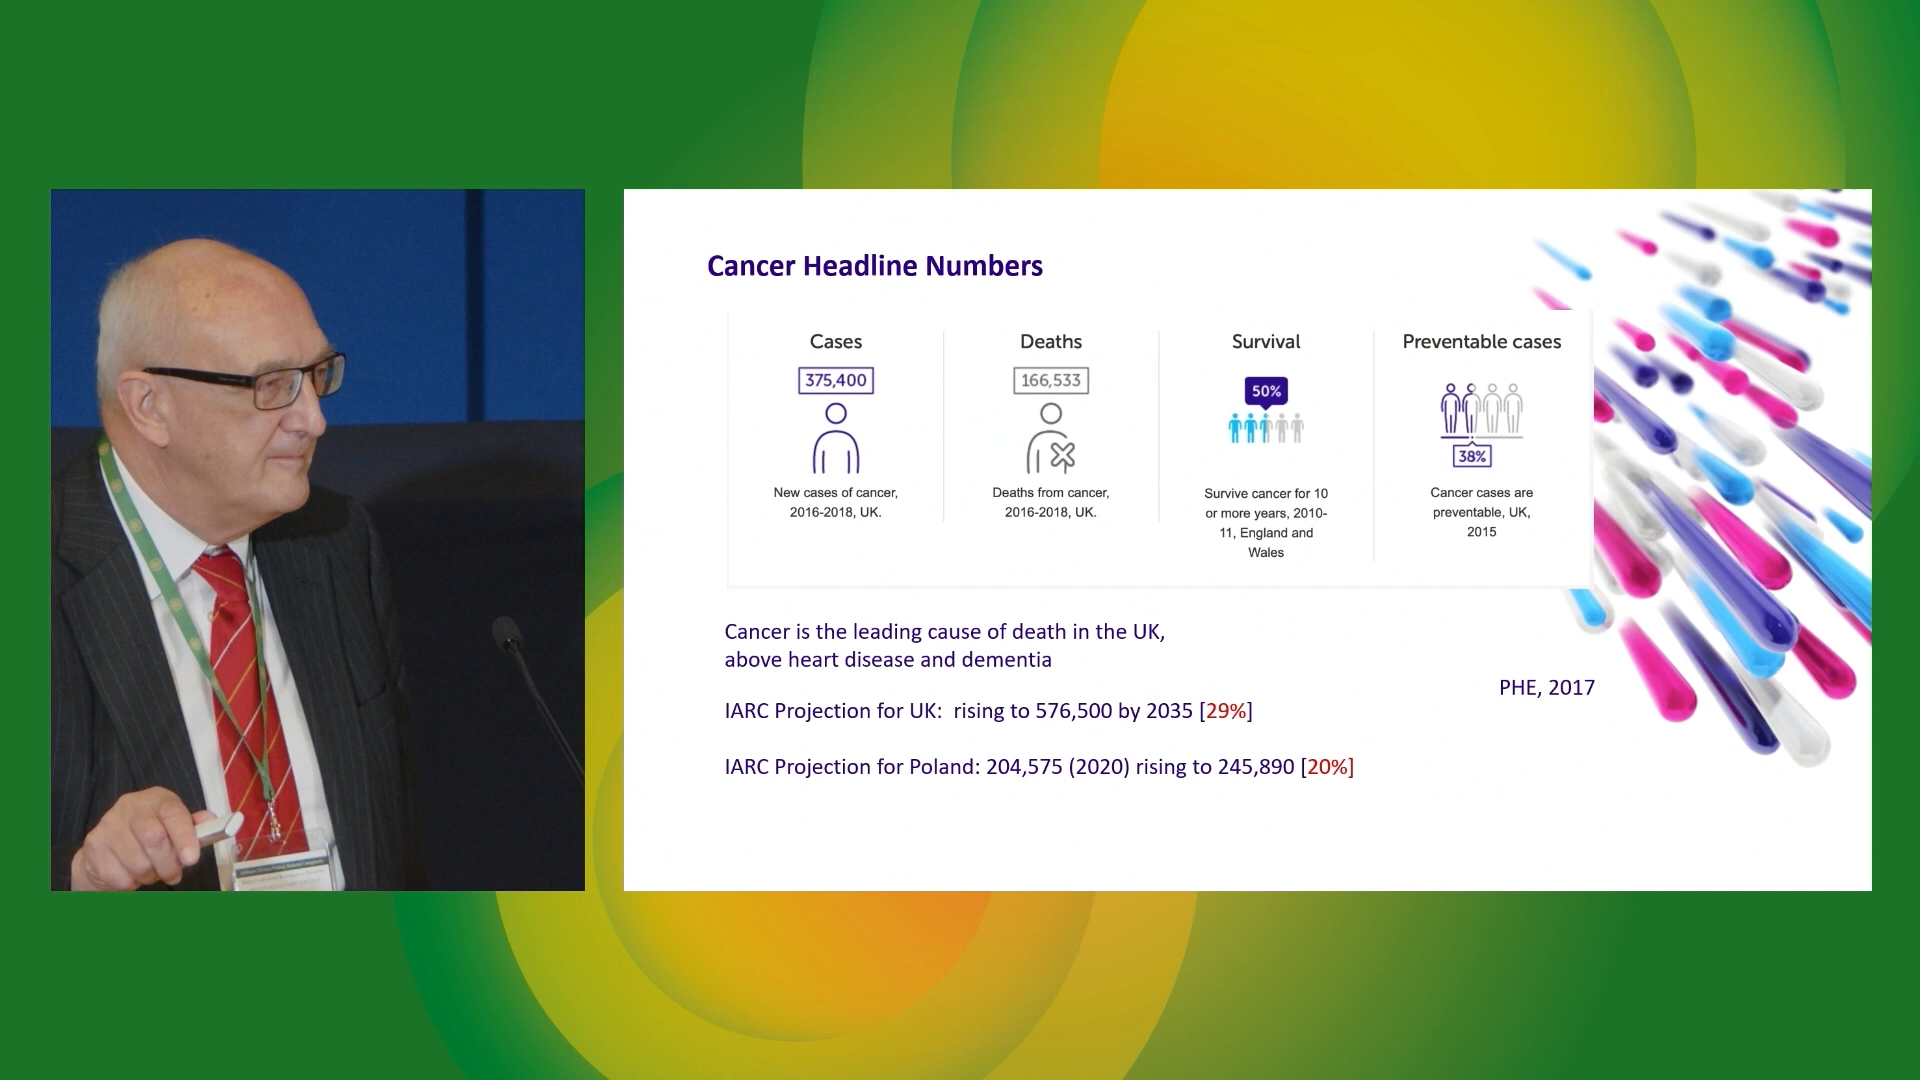 Cancer Headline Numbers
Cases
375,400
New cases of cancer,
2016-2018, UK.
Deaths
166,533
Deaths from cancer,
2016-2018, UK.
Survival
50%
Survive cancer for 10
or more years, 2010-
11, England and
Wales
Preventable cases
38%
Cancer cases are
preventable, UK,
2015
Cancer is the leading cause of death in the UK,
above heart disease and dementia
PHE, 2017
IARC Projection for UK: rising to 576,500 by 2035 [29%]
IARC Projection for Poland: 204,575 (2020) rising to 245,890 [20%]